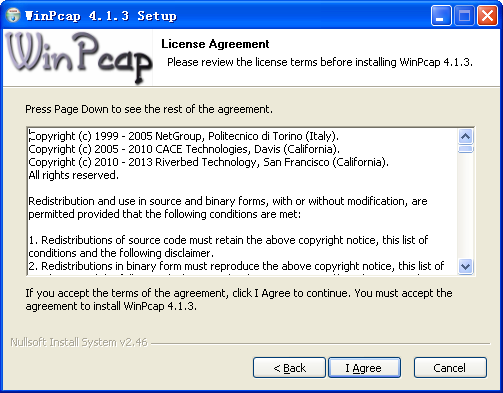 WinPcap 4.1.3 Setup
WinPcap
License Agreement
Please review the license terms before installing WinPcap 4.1.3.
Press Page Down to see the rest of the agreement.
Copyright (c) 1999 - 2005 NetGroup, Politecnico di Torino (Italy).
Copyright (c) 2005 - 2010 CACE Technologies, Davis (California).
Copyright (c) 2010 - 2013 Riverbed Technology, San Francisco (California).
All rights reserved.
Redistribution and use in source and binary forms, with or without modification, are
permitted provided that the following conditions are met:
1. Redistributions of source code must retain the above copyright notice, this list of
conditions and the following disclaimer.
2. Redistributions in binary form must reproduce the above copyright notice, this list of
If you accept the terms of the agreement, click I Agree to continue. You must accept the
agreement to install WinPcap 4.1.3.
Nullsoft Install System v2.46
< Back
I Agree
Cancel